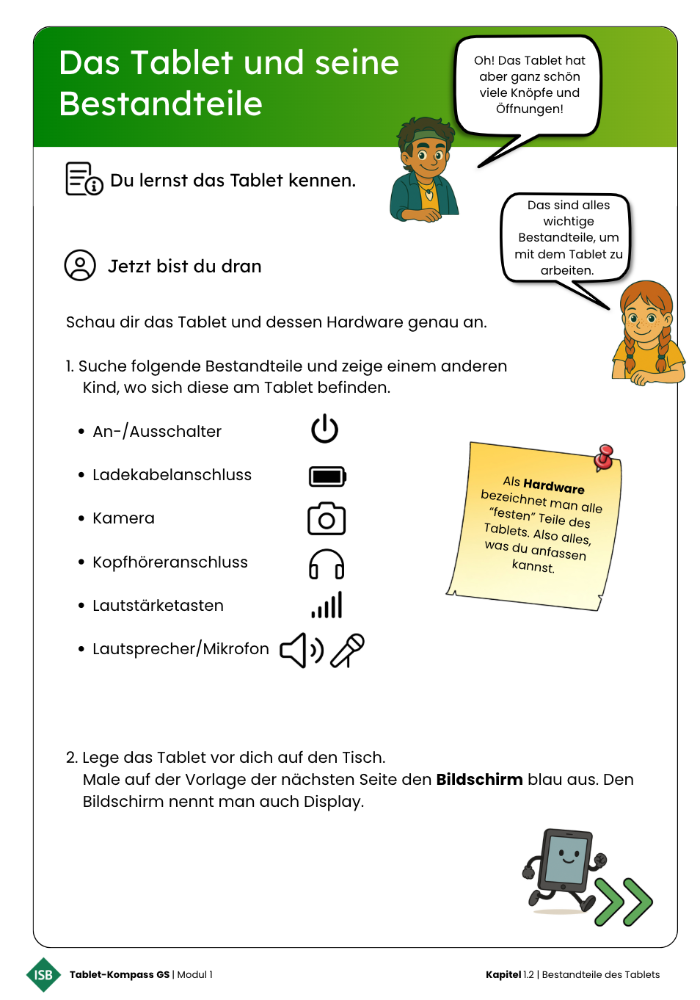 Das Tablet und seine
Bestandteile
Oh! Das Tablet hat
aber ganz schön
viele Knöpfe und
Öffnungen!
Du lernst das Tablet kennen.
Das sind alles
wichtige
Bestandteile, um
mit dem Tablet zu
arbeiten.
Jetzt bist du dran
Schau dir das Tablet und dessen Hardware genau an.
1. Suche folgende Bestandteile und zeige einem anderen
Kind, wo sich diese am Tablet befinden.
• An-/Ausschalter
• Ladekabelanschluss
• Kamera
• Kopfhöreranschluss
• Lautstärketasten
• Lautsprecher/Mikrofon
Als Hardware
bezeichnet man alle
“festen” Teile des
Tablets. Also alles,
was du anfassen
kannst.
2. Lege das Tablet vor dich auf den Tisch.
Male auf der Vorlage der nächsten Seite den Bildschirm blau aus. Den
Bildschirm nennt man auch Display.
ISB
Tablet-Kompass GS | Modul 1
Kapitel 1.2 | Bestandteile des Tablets